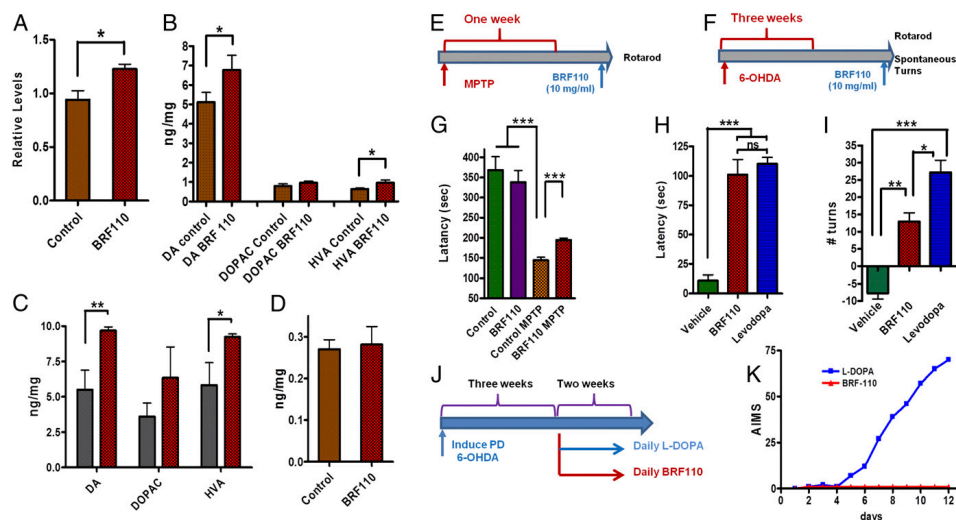 A
*
1.5
1.0
0.5
0.0
Relative Levels
Control
BRF110
B
*
*
8
7
6
5
4
3
2
1
0
ng/mg
DA control
DA BRF 110
DOPAC Control
DOPAC BRF110
HVA Control
HVA BRF110
E
One week
MPTP
BRF110
(10 mg/ml)
Rotarod
F
Three weeks
6-OHDA
BRF110
(10 mg/ml)
Rotarod
Spontaneous
Turns
G
***
***
400
350
300
250
200
150
100
50
Latancy (sec)
Control
BRF110
Control MPTP
BRF110 MPTP
H
***
ns
125
100
75
50
25
0
Latency (sec)
Vehicle
BRF110
Levodopa
I
***
*
**
40
35
30
25
20
15
10
5
0
-5
-10
# turns
Vehicle
BRF110
Levodopa
C
**
*
10.0
7.5
5.0
2.5
0.0
ng/mg
DA
DOPAC
HVA
D
0.3
0.2
0.1
0.0
ng/mg
Control
BRF110
J
Three weeks
Two weeks
Induce PD
6-OHDA
Daily L-DOPA
Daily BRF110
K
75
50
25
0
AIMS
L-DOPA
BRF-110
0 2 4 6 8 10 12
days